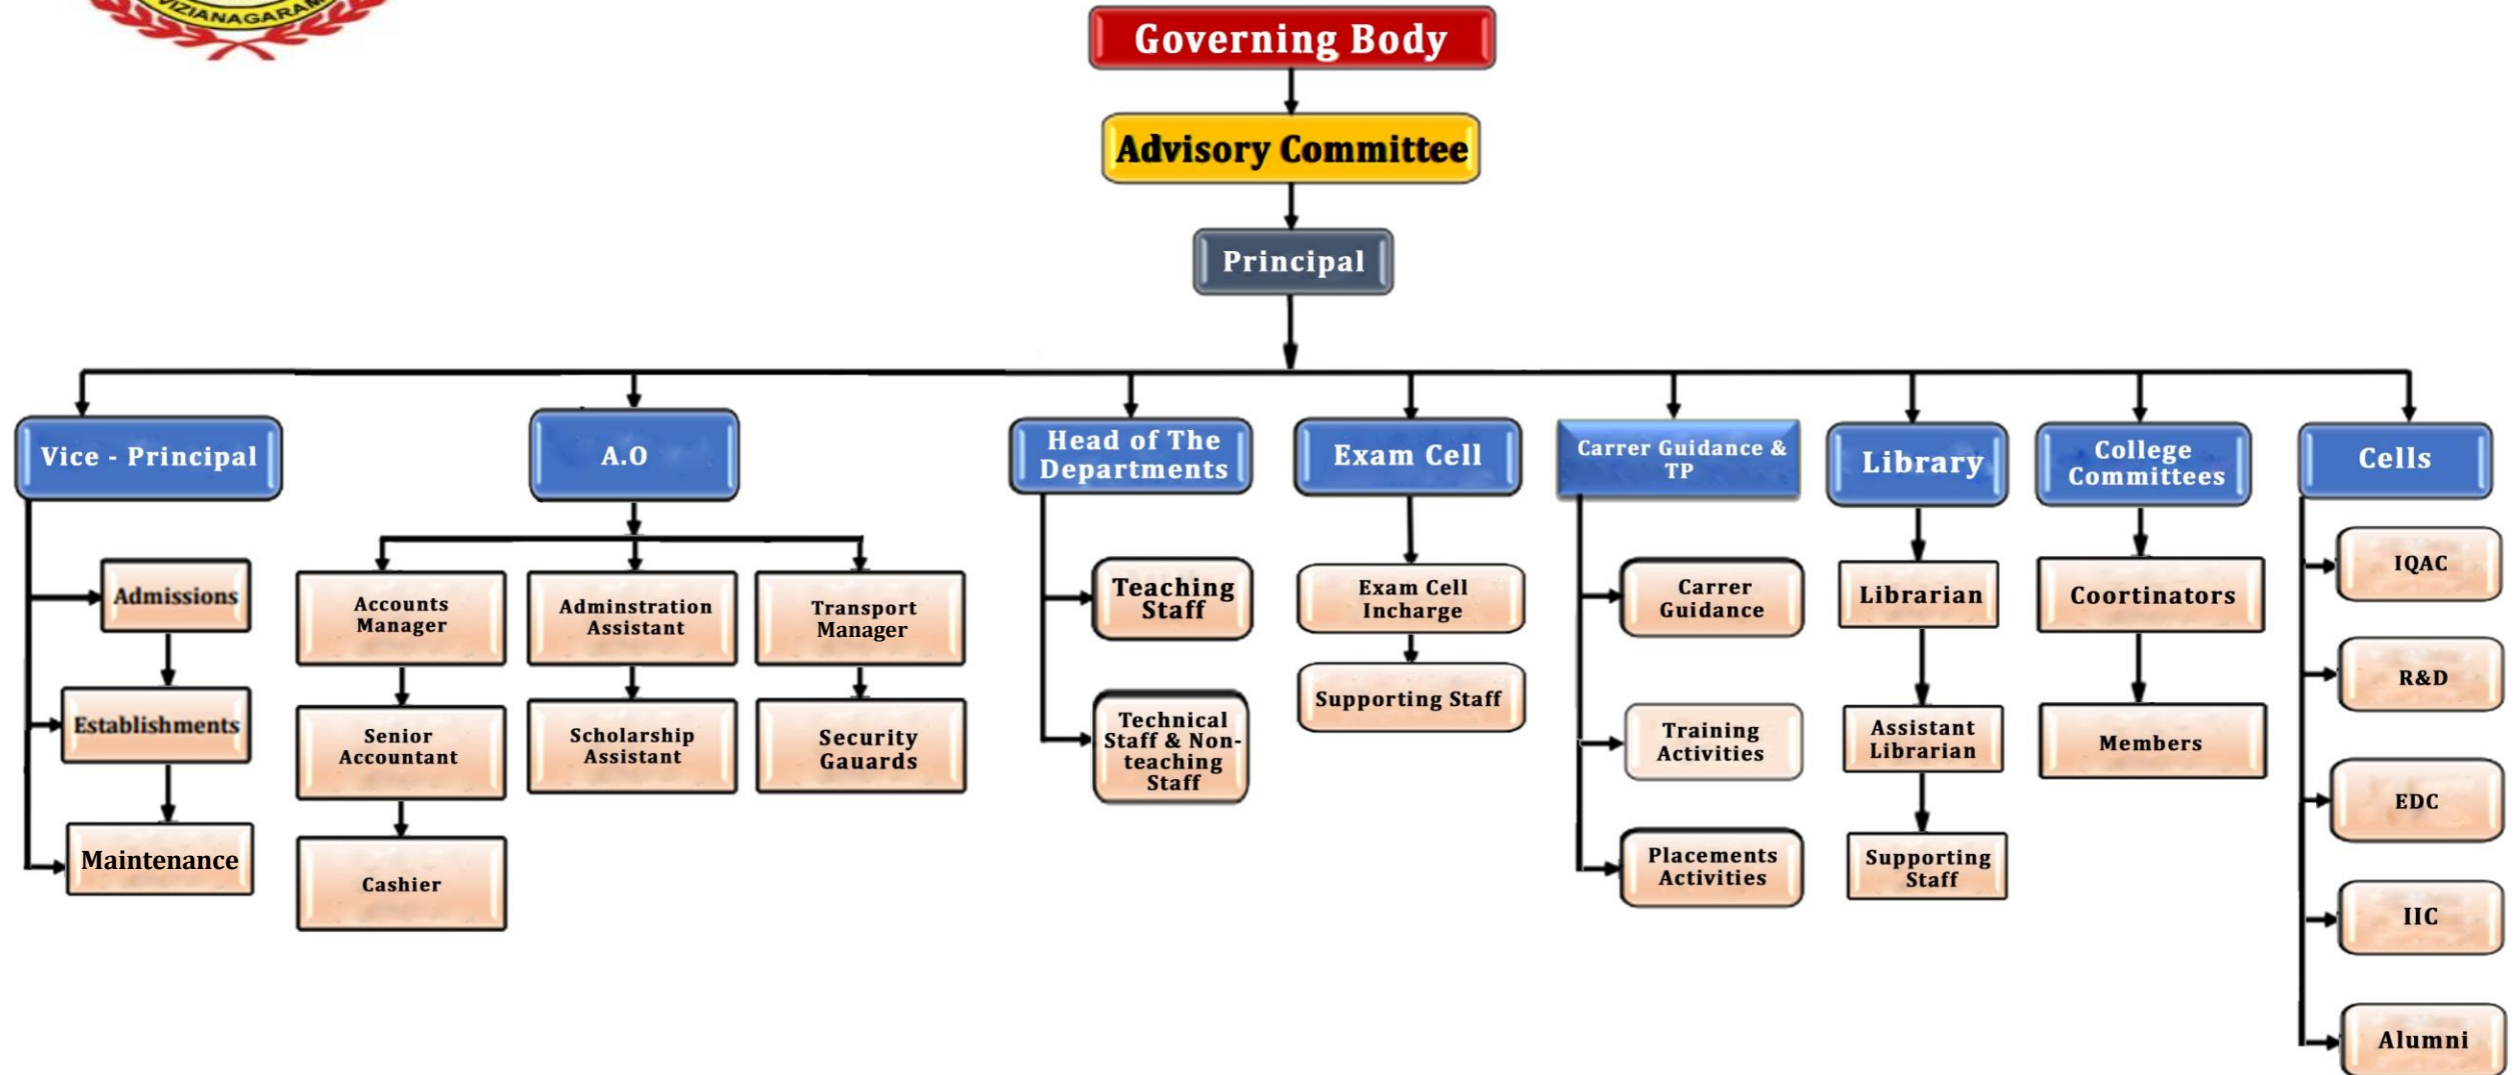 VIZIANAGARAM
Governing Body
Advisory Committee
Principal
Vice - Principal
Admissions
Establishments
Maintenance
A.O
Accounts
Manager
Senior
Accountant
Cashier
Adminstration
Assistant
Scholarship
Assistant
Transport
Manager
Security
Gauards
Head of The
Departments
Teaching
Staff
Technical
Staff & Non-
teaching
Staff
Exam Cell
Exam Cell
Incharge
Supporting Staff
Carrer Guidance &
TP
Carrer
Guidance
Training
Activities
Placements
Activities
Library
Librarian
Assistant
Librarian
Supporting
Staff
College
Committees
Coortinators
Members
Cells
IQAC
R&D
EDC
IIC
Alumni